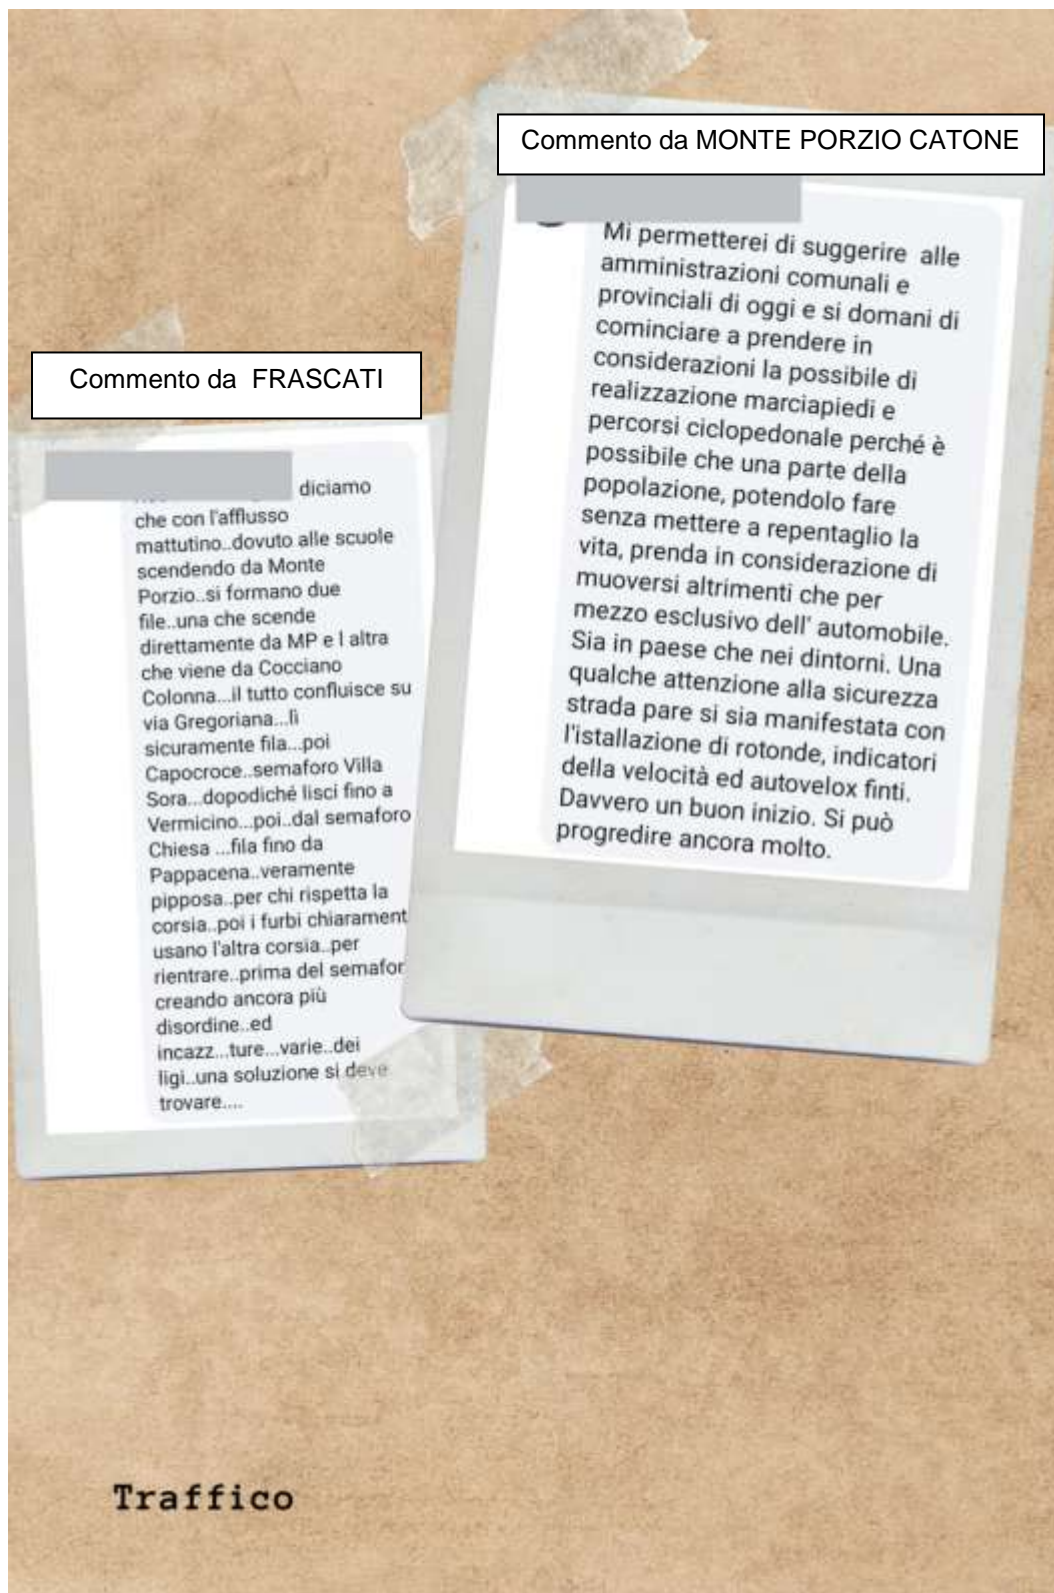 Commento da MONTE PORZIO CATONE
Mi permetterei di suggerire alle
amministrazioni comunali e
provinciali di oggi e si domani di
cominciare a prendere in
considerazioni la possibile di
realizzazione marciapiedi e
percorsi ciclopedonale perché è
possibile che una parte della
popolazione, potendolo fare
senza mettere a repentaglio la
vita, prenda in considerazione di
muoversi altrimenti che per
mezzo esclusivo dell' automobile.
Sia in paese che nei dintorni. Una
qualche attenzione alla sicurezza
strada pare si sia manifestata con
l'istallazione di rotonde, indicatori
della velocità ed autovelox finti.
Davvero un buon inizio. Si può
progredire ancora molto.
Commento da FRASCATI
diciamo
che con l'afflusso
mattutino..dovuto alle scuole
scendendo da Monte
Porzio..si formano due
file..una che scende
direttamente da MP e l altra
che viene da Cocciano
Colonna...il tutto confluisce su
via Gregoriana...lì
sicuramente fila...poi
Capocroce..semaforo Villa
Sora...dopodiché lisci fino a
Vermicino...poi..dal semaforo
Chiesa ...fila fino da
Pappacena..veramente
pipposa..per chi rispetta la
corsia..poi i furbi chiarament
usano l'altra corsia..per
rientrare..prima del semafor
creando ancora più
disordine..ed
incazz...ture...varie..dei
ligi..una soluzione si deve
trovare....
Traffico